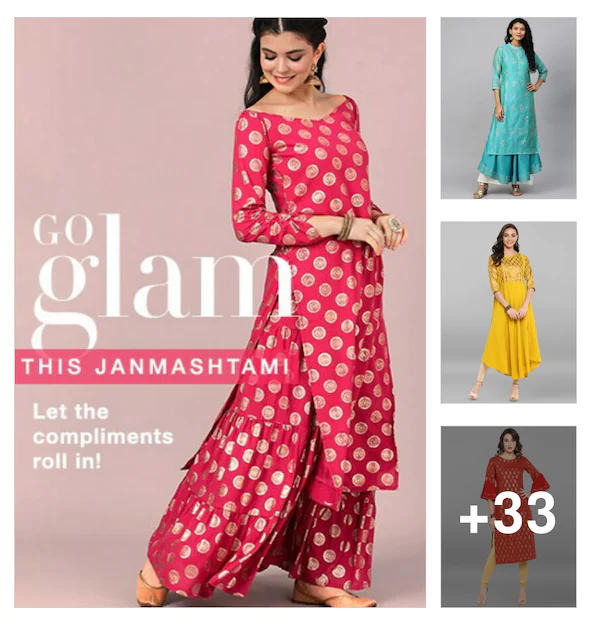 GO
glam
THIS JANMASHTAMI
Let the
compliments
roll in!
+33